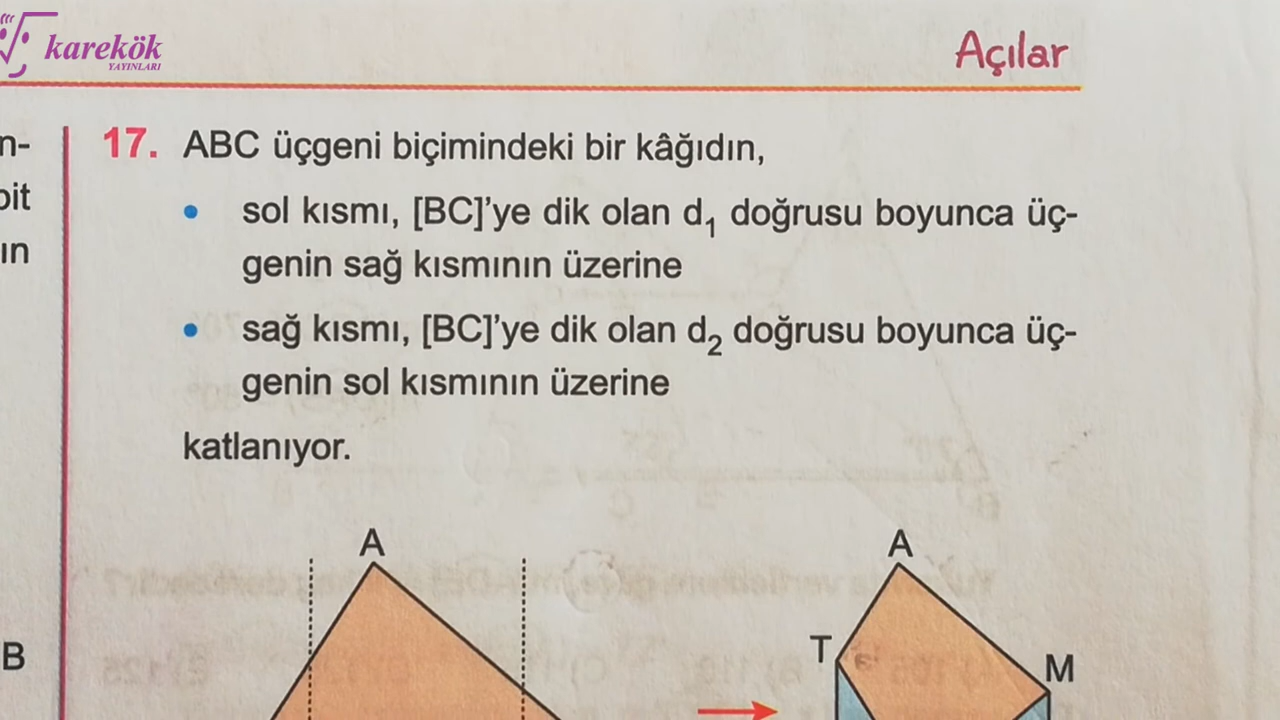 karekök
YAYINLARI
Açılar
n-
bit
ın
B
17. ABC üçgeni biçimindeki bir kâğıdın,
• sol kısmı, [BC]'ye dik olan d₁ doğrusu boyunca üç-
genin sağ kısmının üzerine
• sağ kısmı, [BC]'ye dik olan d₂ doğrusu boyunca üç-
genin sol kısmının üzerine
katlanıyor.
A
A
T
M